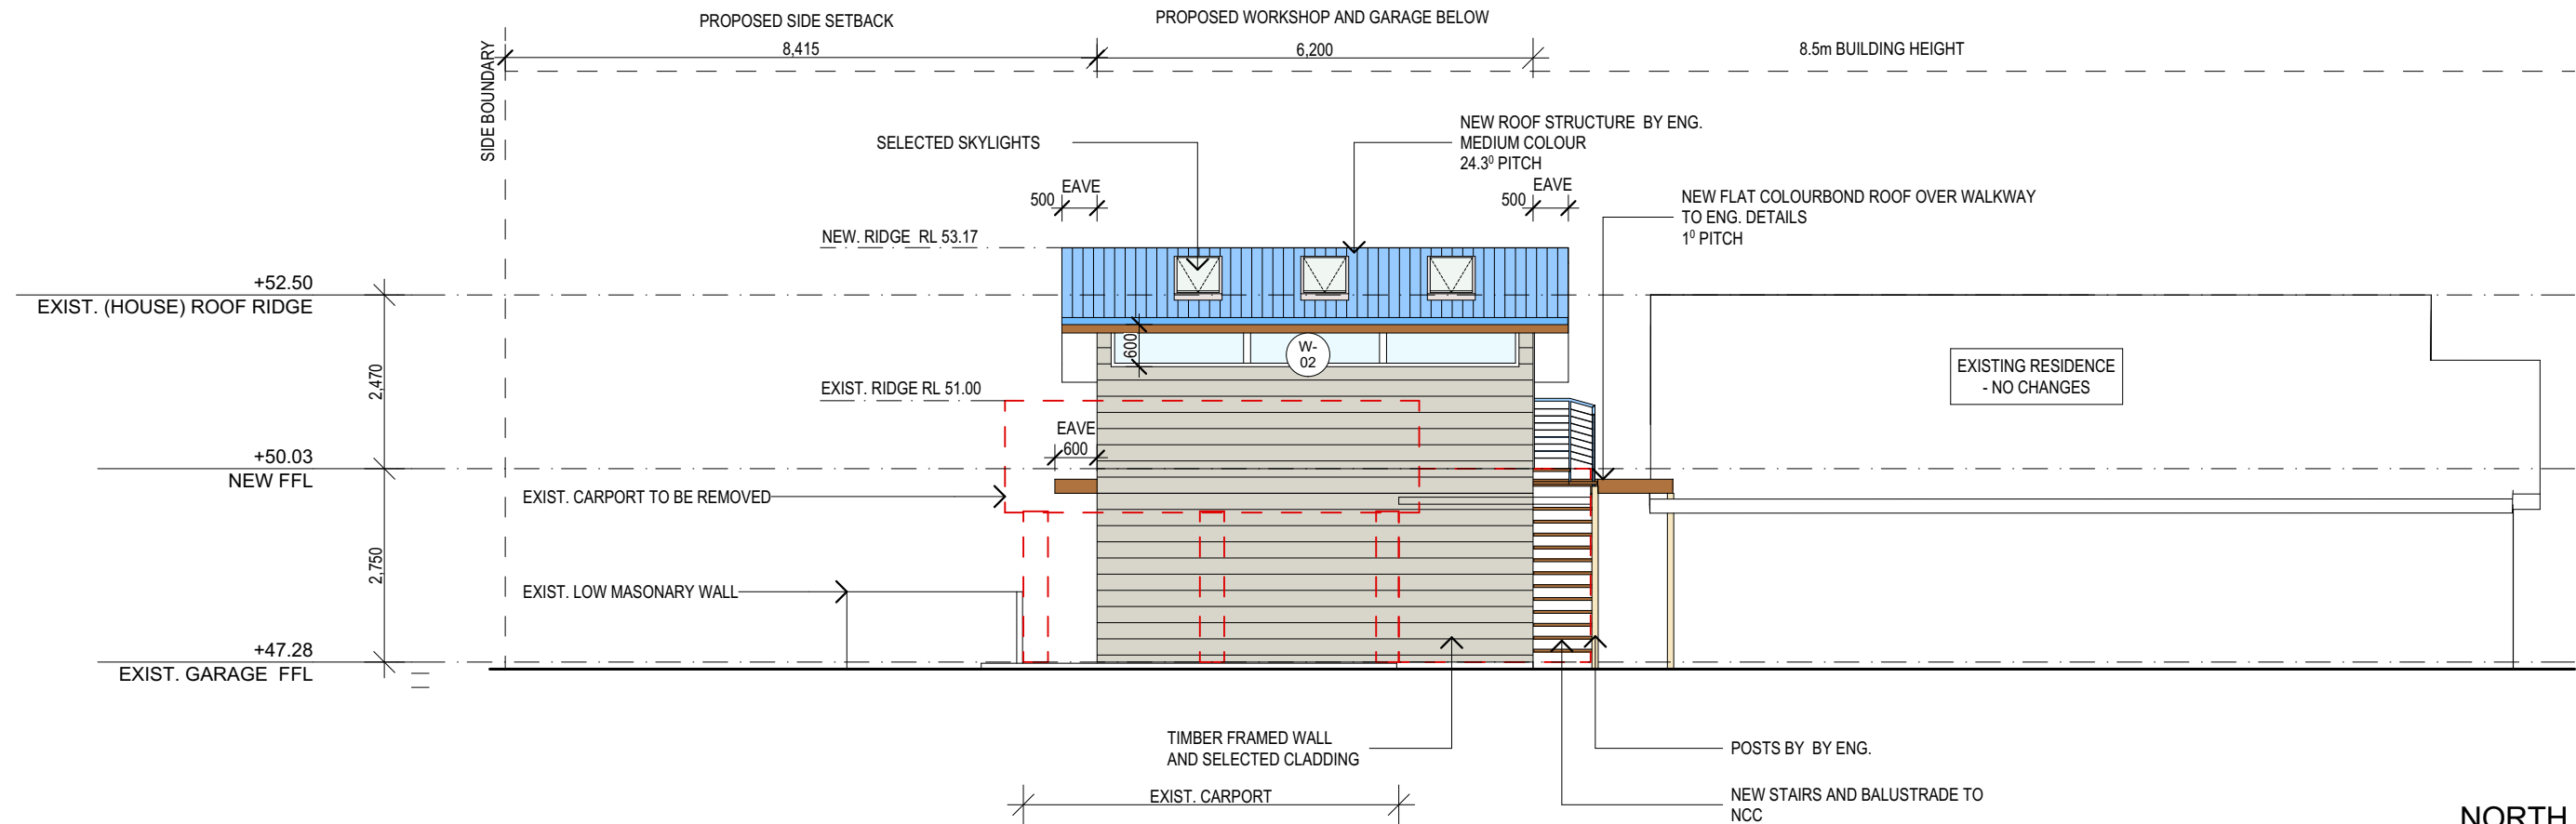 PROPOSED SIDE SETBACK
8,415
PROPOSED WORKSHOP AND GARAGE BELOW
6,200
8.5m BUILDING HEIGHT
SIDE BOUNDARY
SELECTED SKYLIGHTS
NEW ROOF STRUCTURE BY ENG.
MEDIUM COLOUR
24.3⁰ PITCH
EAVE
500
EAVE
500
NEW FLAT COLOURBOND ROOF OVER WALKWAY
TO ENG. DETAILS
1⁰ PITCH
NEW. RIDGE RL 53.17
+52.50
EXIST. (HOUSE) ROOF RIDGE
600
W-
02
EXISTING RESIDENCE
- NO CHANGES
2,470
EXIST. RIDGE RL 51.00
EAVE
600
+50.03
NEW FFL
EXIST. CARPORT TO BE REMOVED
2,750
EXIST. LOW MASONARY WALL
+47.28
EXIST. GARAGE FFL
TIMBER FRAMED WALL
AND SELECTED CLADDING
POSTS BY BY ENG.
EXIST. CARPORT
NEW STAIRS AND BALUSTRADE TO
NCC
NORTH